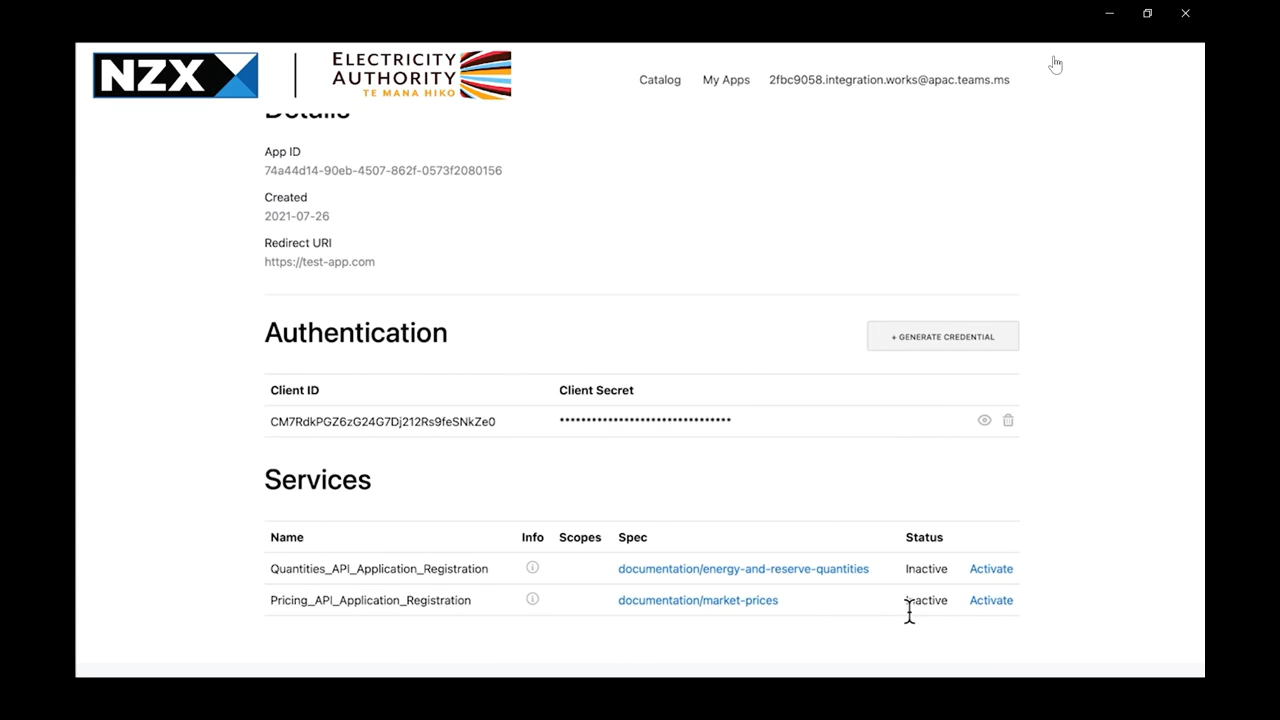 NZX
ELECTRICITY
AUTHORITY
TE MANA HIKO
Catalog My Apps 2fbc9058.integration.works@apac.teams.ms
Details
App ID
74a44d14-90eb-4507-862f-0573f2080156
Created
2021-07-26
Redirect URI
https://test-app.com
Authentication
+ GENERATE CREDENTIAL
Client ID Client Secret
CM7RdkPGZ6zG24G7Dj212Rs9feSNkZe0 ••••••••••••••••••••••••••••••••
Services
Name Info Scopes Spec Status
Quantities_API_Application_Registration documentation/energy-and-reserve-quantities Inactive Activate
Pricing_API_Application_Registration documentation/market-prices Inactive Activate